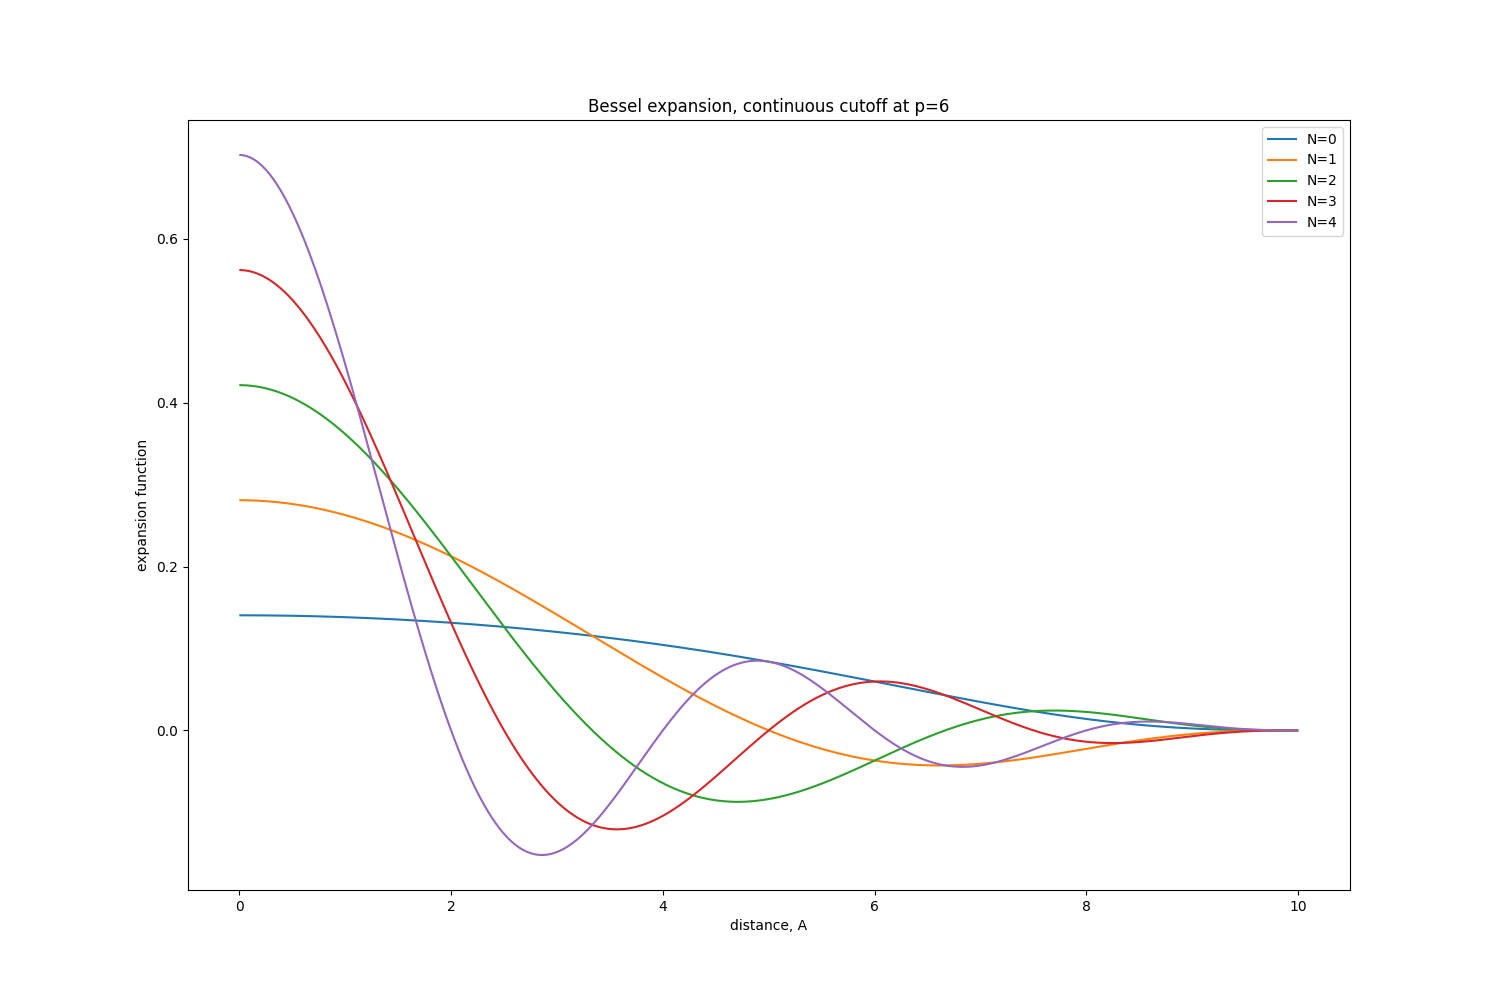 Bessel expansion, continuous cutoff at p=6
N=0
N=1
N=2
N=3
N=4
expansion function
0.6
0.4
0.2
0.0
0 2 4 6 8 10
distance, A